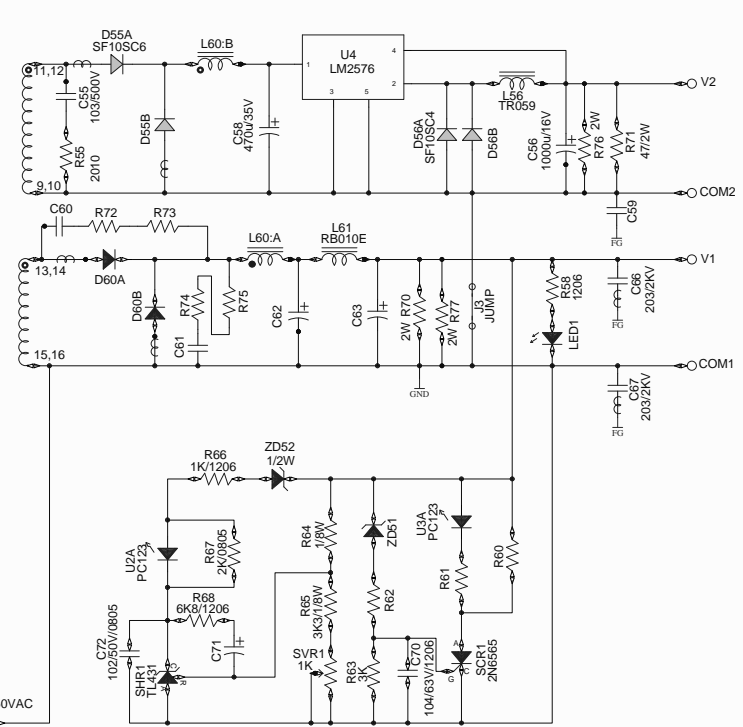 D55A
SF10SC6
L60:B
U4
LM2576
4
1
2
3
5
11,12
C55
103/500V
D55B
C58
470u/35V
D56A
SF10SC4
D56B
L56
TR059
C56
1000u/16V
R76
2W
R71
47/2W
V2
R55
2010
9,10
COM2
C59
FG
C60
R72
R73
L60:A
L61
RB010E
V1
13,14
D60A
D60B
R74
R75
C61
C62
C63
2W R70
R77
2W
J3
JUMP
R58
1206
LED1
C66
203/2KV
FG
15,16
COM1
GND
C67
203/2KV
FG
R66
1K/1206
ZD52
1/2W
U2A
PC123
R67
2K/0805
R64
1/8W
ZD51
U3A
PC123
R60
R61
R68
6K8/1206
R65
3K3/1/8W
R62
C72
102/50V/0805
SHR1
TL431
C
R
A
C71
SVR1
1K
R63
3K
C70
104/63V/1206
A
G
C
SCR1
2N6565
0VAC